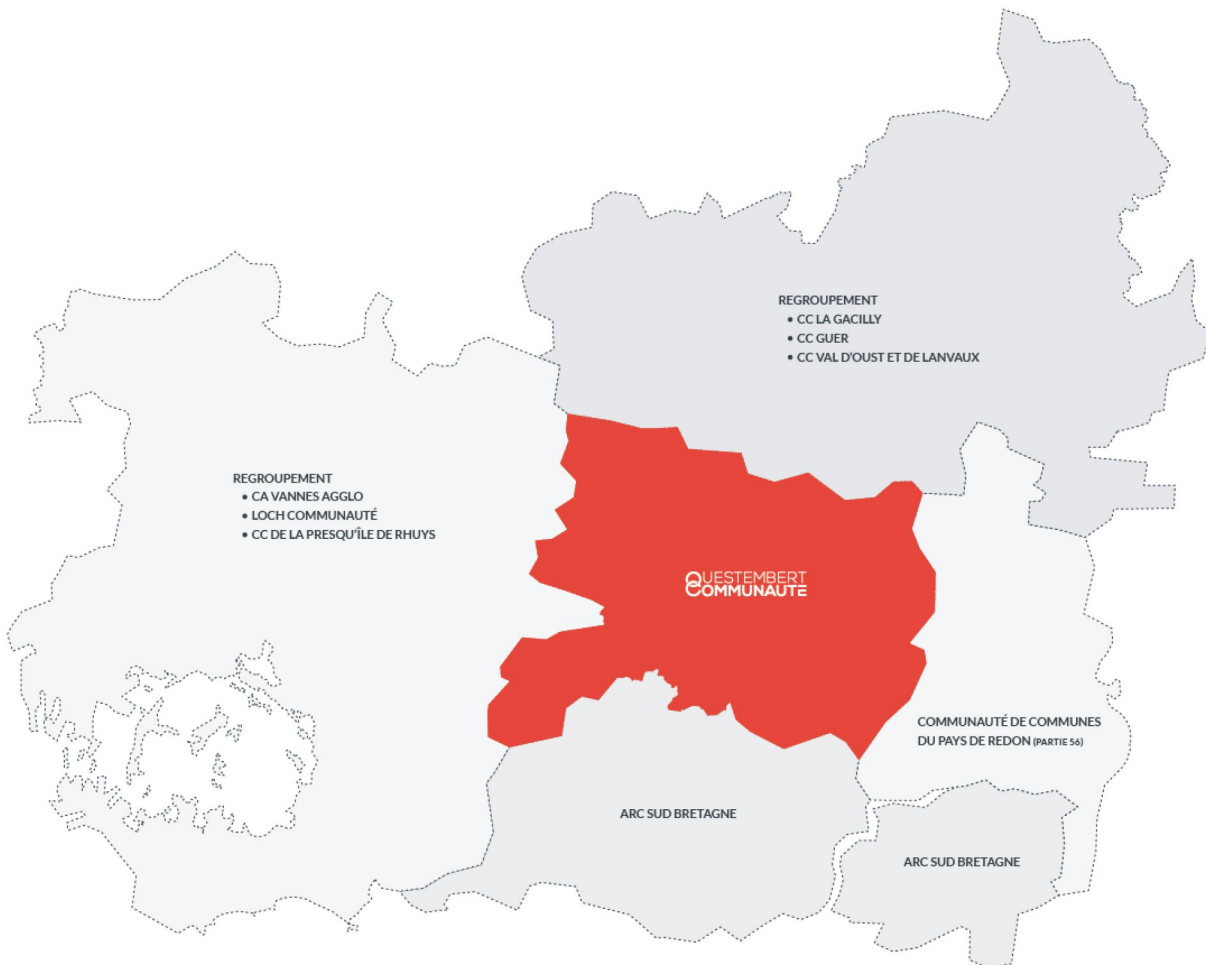 REGROUPEMENT
• CC LA GACILLY
• CC GUER
• CC VAL D'OUST ET DE LANVAUX
REGROUPEMENT
• CA VANNES AGGLO
• LOCH COMMUNAUTÉ
• CC DE LA PRESQU'ÎLE DE RHUYS
QUESTEMBERT
COMMUNAUTÉ
COMMUNAUTÉ DE COMMUNES
DU PAYS DE REDON (PARTIE 56)
ARC SUD BRETAGNE
ARC SUD BRETAGNE